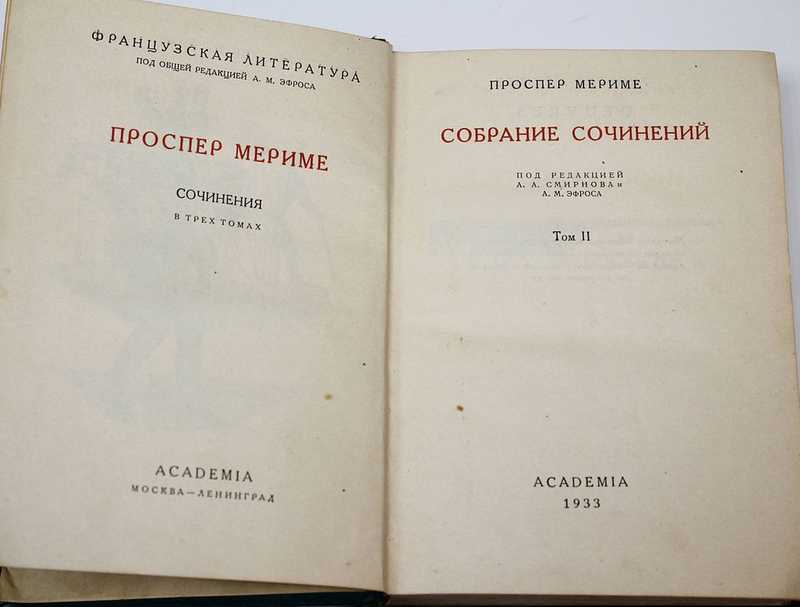 ФРАНЦУЗСКАЯ ЛИТЕРАТУРА
ПОД ОБЩЕЙ РЕДАКЦИЕЙ А. М. ЭФРОСА
ПРОСПЕР МЕРИМЕ
СОЧИНЕНИЯ
В ТРЕХ ТОМАХ
ACADEMIA
МОСКВА—ЛЕНИНГРАД
ПРОСПЕР МЕРИМЕ
СОБРАНИЕ СОЧИНЕНИЙ
ПОД РЕДАКЦИЕЙ
А. А. СМИРНОВА и
А. М. ЭФРОСА
Том II
ACADEMIA
1933